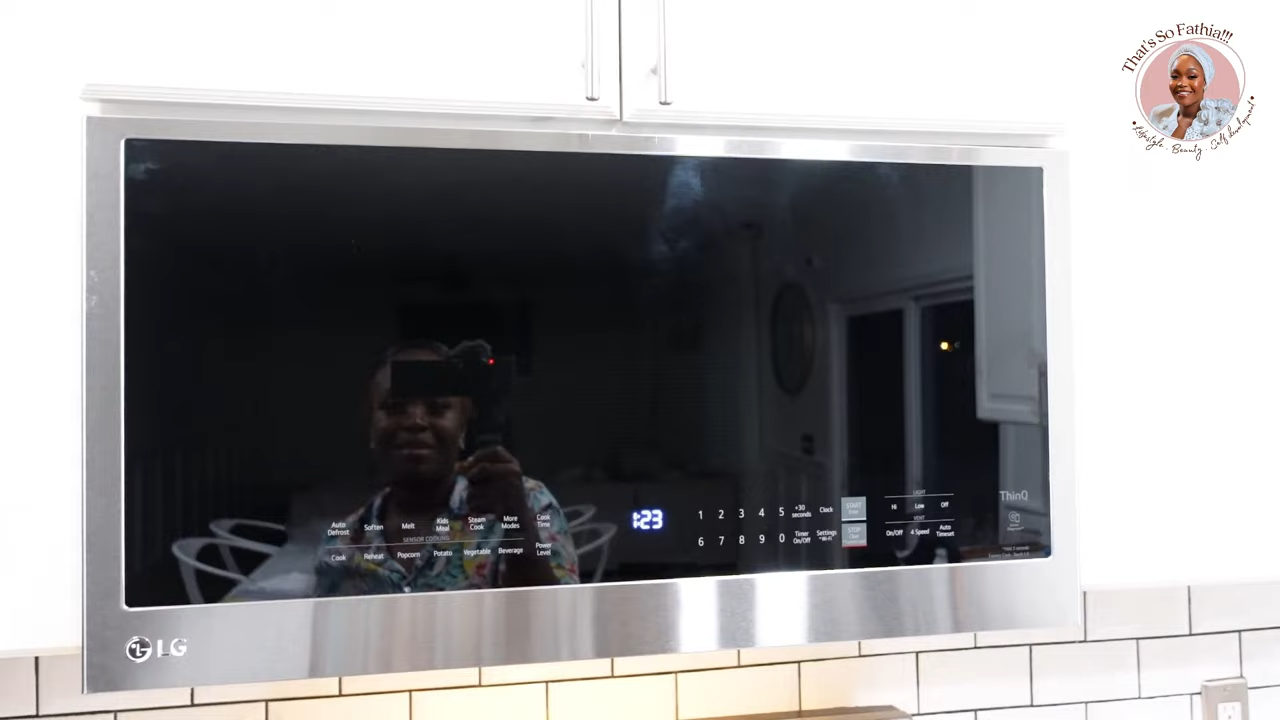 That's So Fathia!!!
Lifestyle . Beauty . Self development
Auto Defrost
Soften
Melt
Kids Meal
Steam Cook
More Modes
Cook Time
SENSOR COOKING
Cook
Reheat
Popcorn
Potato
Vegetable
Beverage
Power Level
1:23
1 2 3 4 5
6 7 8 9 0
+30 seconds
Clock
START
Timer On/Off
Settings
STOP
LIGHT
Hi Low Off
VENT
On/Off 4 Speed Auto Timeset
ThinQ
LG LG